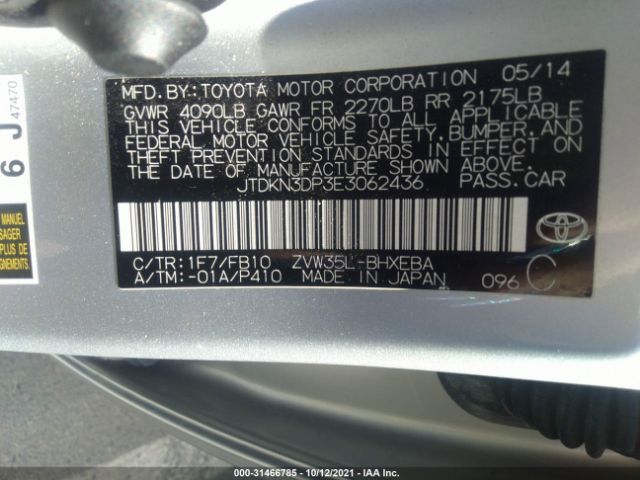 MFD.BY:TOYOTA MOTOR CORPORATION 05/14
GVWR 4090LB GAWR FR 2270LB RR 2175LB
THIS VEHICLE CONFORMS TO ALL APPLICABLE
FEDERAL MOTOR VEHICLE SAFETY,BUMPER,AND
THEFT PREVENTION STANDARDS IN EFFECT ON
THE DATE OF MANUFACTURE SHOWN ABOVE.
JTDKN3DP3E3062436 PASS.CAR
C/TR:1F7/FB10 ZVW35L-BHXEBA
A/TM:-01A/P410 MADE IN JAPAN 096 C
TOYOTA
6 J 47470
MANUEL
SAGER
PLUS DE
000-31466785 - 10/12/2021 - IAA Inc.